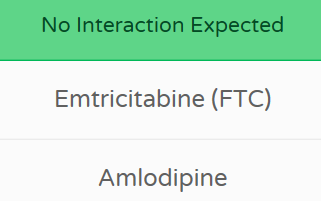 No Interaction Expected
Emtricitabine (FTC)
Amlodipine